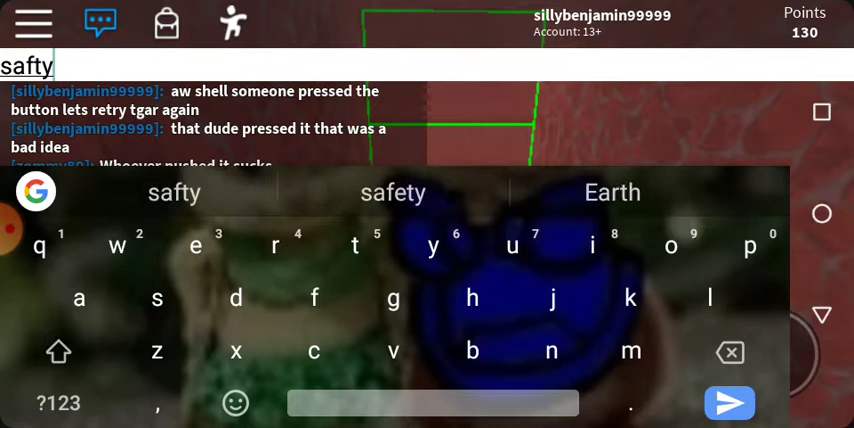 sillybenjamin99999
Account: 13+
Points
130
safty
[sillybenjamin99999]: aw shell someone pressed the
button lets retry tgar again
[sillybenjamin99999]: that dude pressed it that was a
bad idea
[zammy80]: Whoever pushed it sucks
G safty safety Earth
1 2 3 4 5 6 7 8 9 0
q w e r t y u i o p
a s d f g h j k l
z x c v b n m
?123 , .